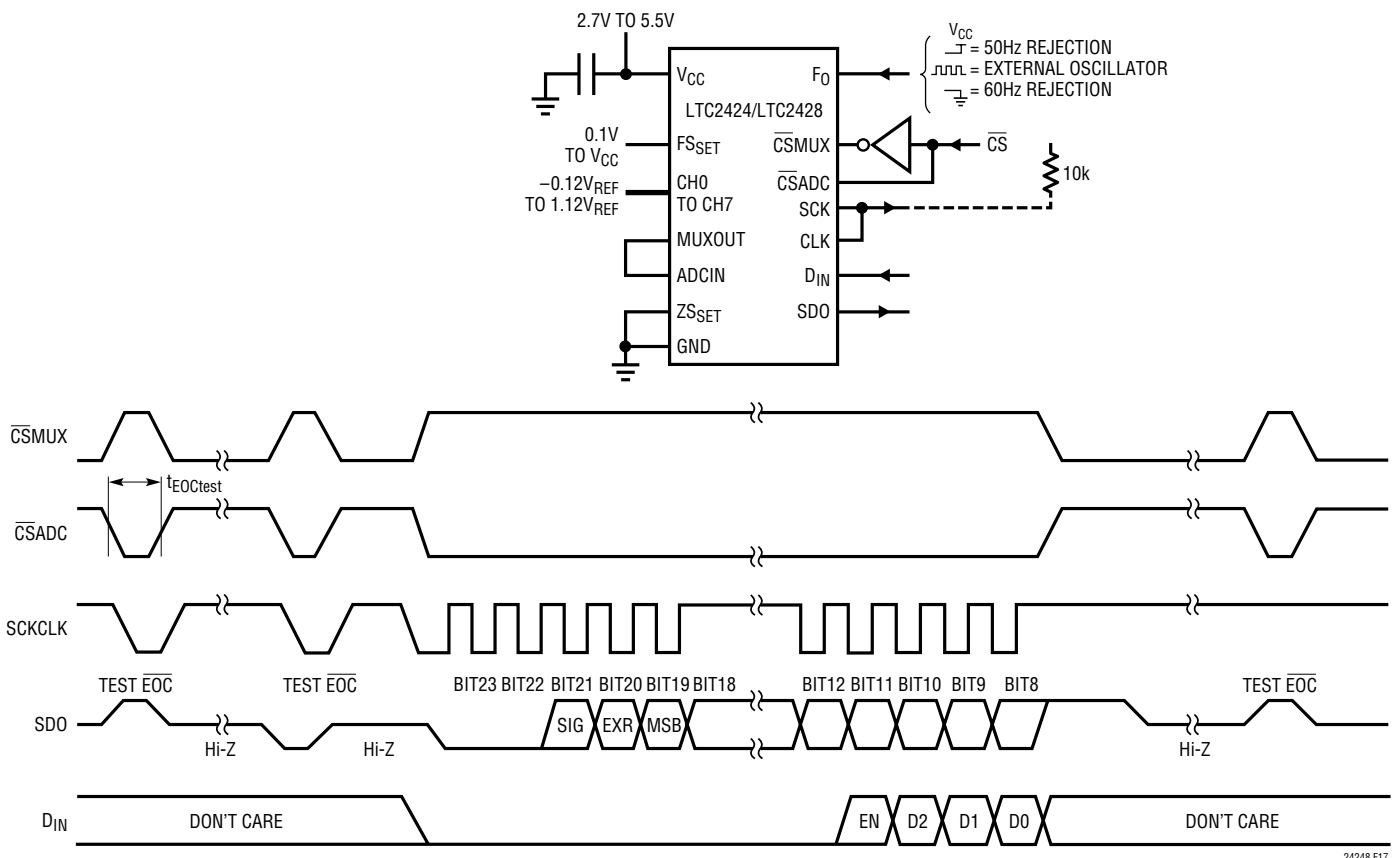 2.7V TO 5.5V
VCC
LTC2424/LTC2428
0.1V
TO VCC
FSSET
–0.12VREF
TO 1.12VREF
CH0
TO CH7
MUXOUT
ADCIN
ZSSET
GND
FO
CSMUX
CSADC
SCK
CLK
DIN
SDO
CS
10k
VCC
= 50Hz REJECTION
= EXTERNAL OSCILLATOR
= 60Hz REJECTION
CSMUX
tEOCtest
CSADC
SCKCLK
TEST EOC TEST EOC BIT23 BIT22 BIT21 BIT20 BIT19 BIT18 BIT12 BIT11 BIT10 BIT9 BIT8 TEST EOC
SDO SIG EXR MSB
Hi-Z Hi-Z Hi-Z
DIN DON'T CARE EN D2 D1 D0 DON'T CARE
24248 F17